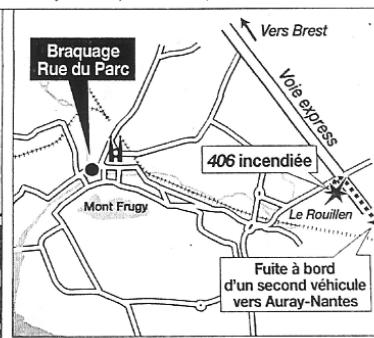 Vers Brest
Braquage
Rue du Parc
Voie express
406 incendiée
Mont Frugy
Le Rouillen
Fuite à bord
d'un second véhicule
vers Auray-Nantes